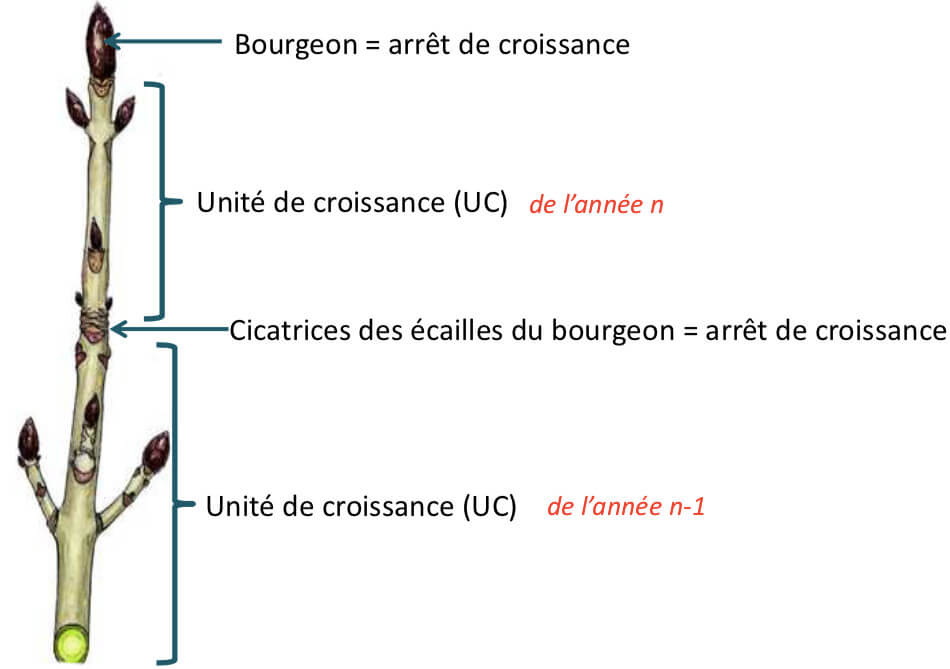 Bourgeon = arrêt de croissance
Unité de croissance (UC) de l’année n
Cicatrices des écailles du bourgeon = arrêt de croissance
Unité de croissance (UC) de l’année n-1